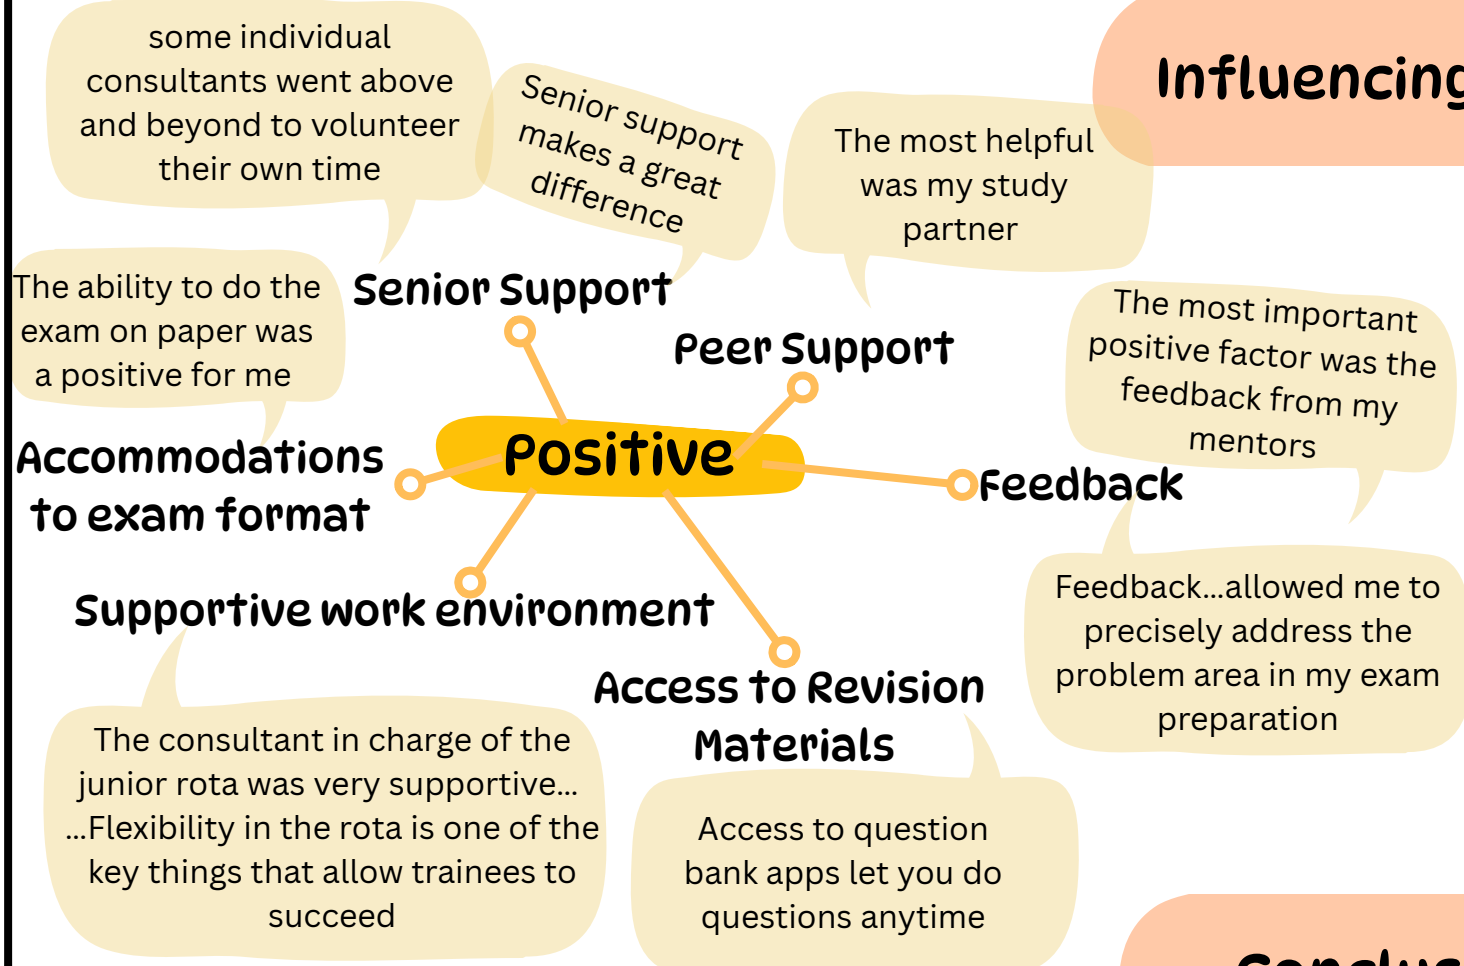 some individual
consultants went above
and beyond to volunteer
their own time
Senior support
makes a great
difference
The most helpful
was my study
partner
Influencing
The ability to do the
exam on paper was
a positive for me
Senior Support
Peer Support
The most important
positive factor was the
feedback from my
mentors
Accommodations
to exam format
Positive
Feedback
Supportive work environment
Feedback...allowed me to
precisely address the
problem area in my exam
preparation
Access to Revision
Materials
The consultant in charge of the
junior rota was very supportive...
...Flexibility in the rota is one of the
key things that allow trainees to
succeed
Access to question
bank apps let you do
questions anytime